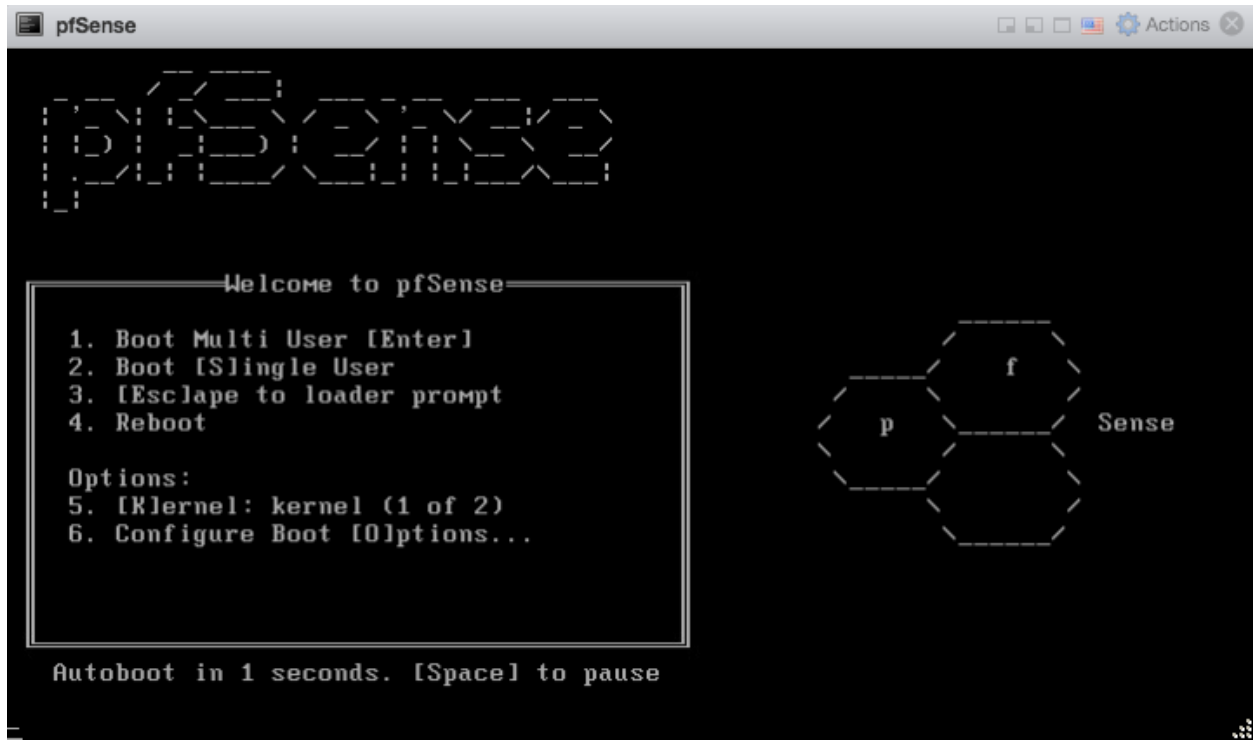 pfSense
Actions
pfSense
Welcome to pfSense
1. Boot Multi User [Enter]
2. Boot [S]ingle User
3. [Esc]ape to loader prompt
4. Reboot
Options:
5. [K]ernel: kernel (1 of 2)
6. Configure Boot [O]ptions...
f
p
Sense
Autoboot in 1 seconds. [Space] to pause